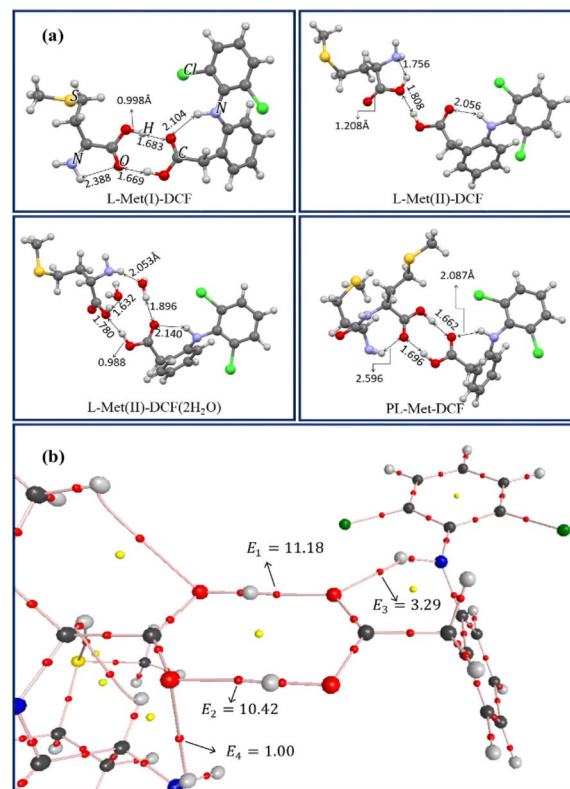 (a)
S
Cl
0.998Å
H
2.104
N
1.683
C
N
O
2.388
1.669
L-Met(I)-DCF
1.756
1.808
2.056
1.208Å
L-Met(II)-DCF
2.053Å
1.632
1.896
1.780
2.140
0.988
L-Met(II)-DCF(2H₂O)
2.087Å
1.662
1.696
2.596
PL-Met-DCF
(b)
E₁ = 11.18
E₃ = 3.29
E₂ = 10.42
E₄ = 1.00